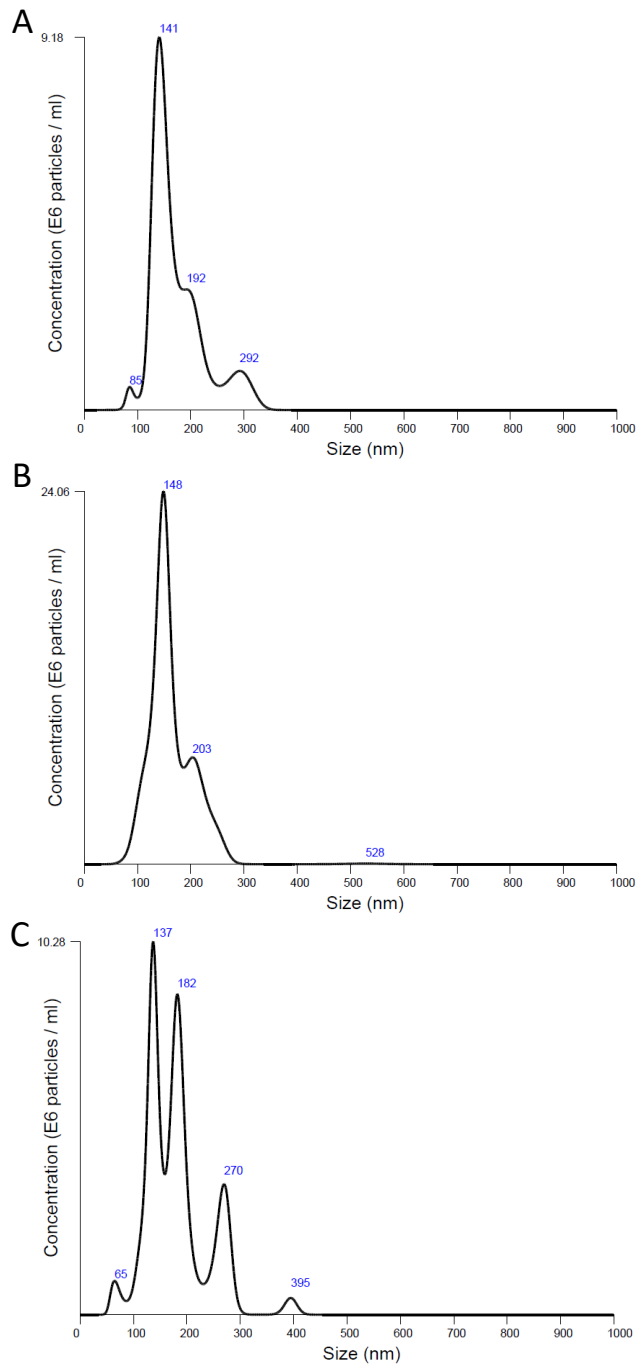 A
9.18
141
192
85
292
Concentration (E6 particles / ml)
0 100 200 300 400 500 600 700 800 900 1000
Size (nm)
B
24.06
148
203
528
Concentration (E6 particles / ml)
0 100 200 300 400 500 600 700 800 900 1000
Size (nm)
C
10.28
137
182
270
65
395
Concentration (E6 particles / ml)
0 100 200 300 400 500 600 700 800 900 1000
Size (nm)